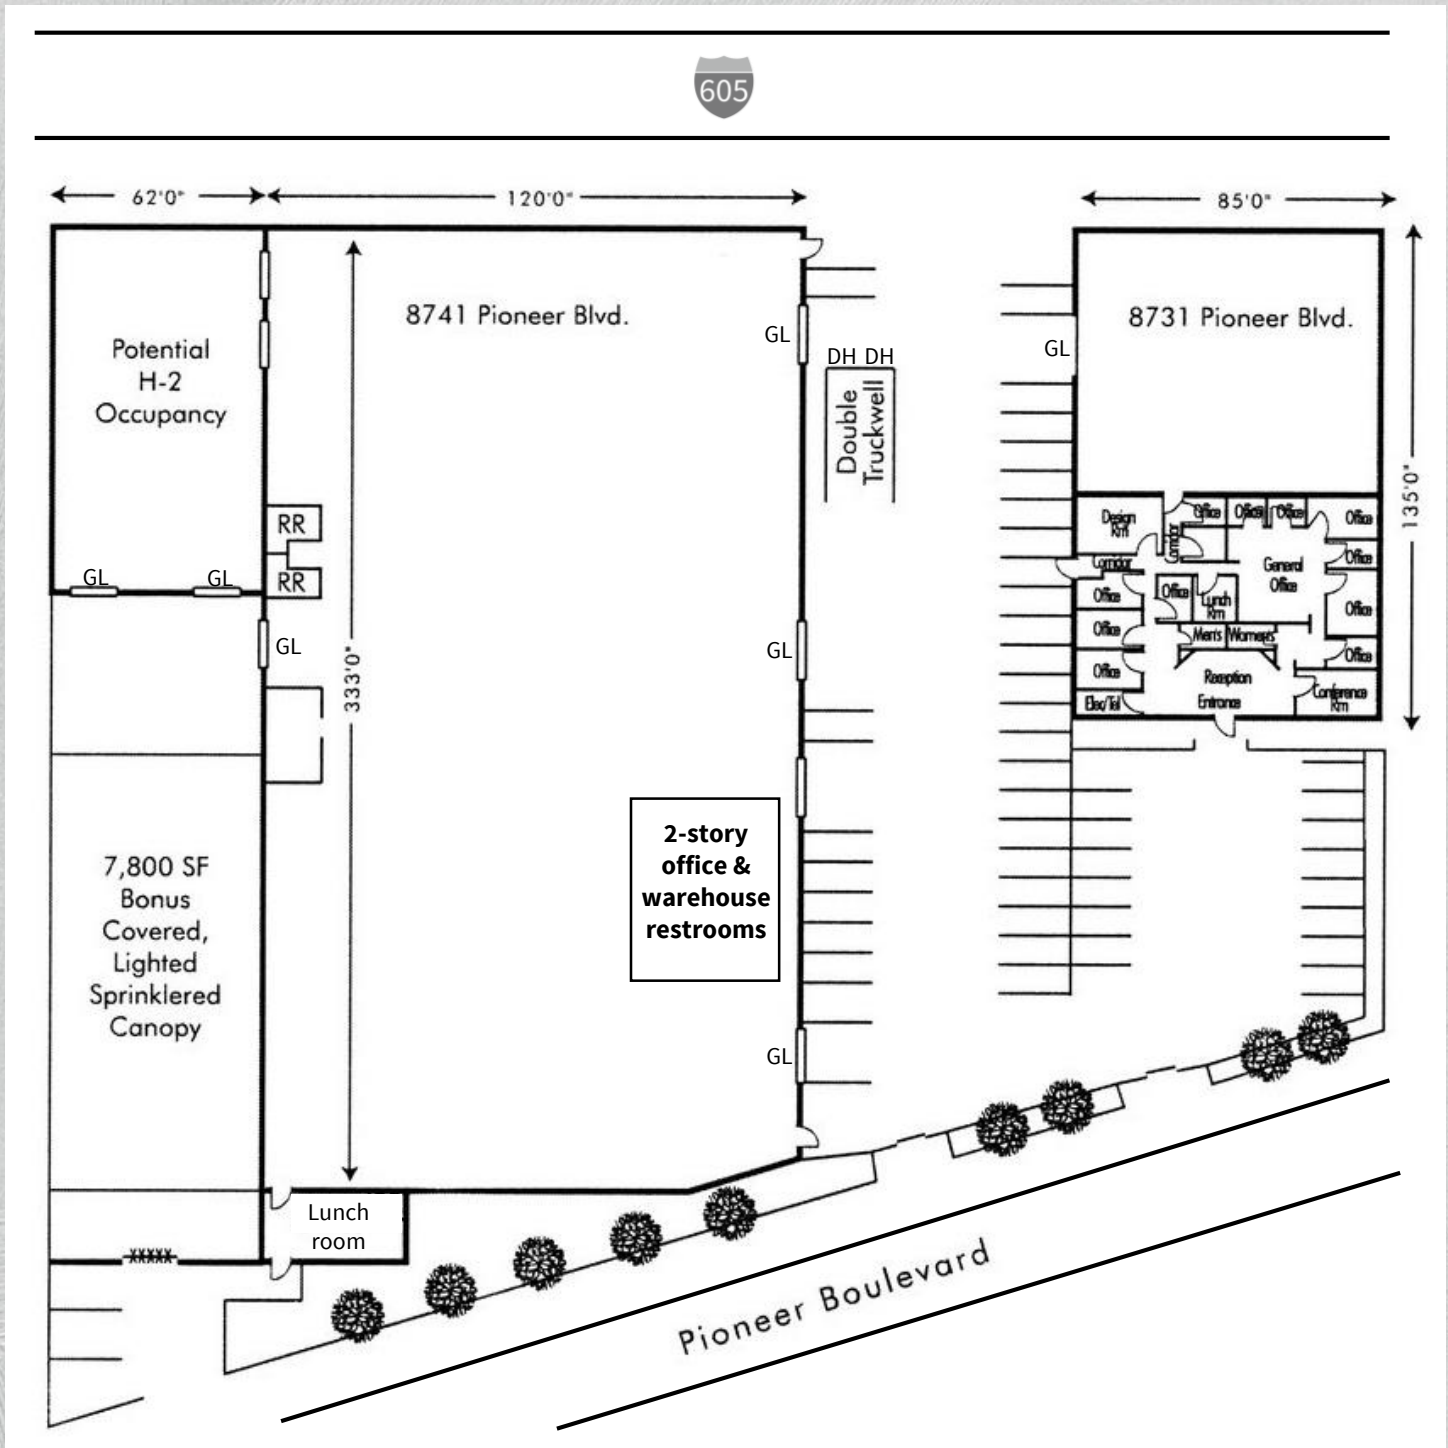 605
62'0"
120'0"
85'0"
8741 Pioneer Blvd.
8731 Pioneer Blvd.
Potential
H-2
Occupancy
GL
GL
DH DH
Double
Truckwell
GL
135'0"
RR
RR
GL
GL
GL
GL
333'0"
Design
Rm
Corridor
Office
Office
Office
Office
Corridor
General
Office
Office
Office
Office
Lunch
Rm
Office
Office
Men's
Women's
Office
Office
Reception
Elec/Tel
Entrance
Conference
Rm
2-story
office &
warehouse
restrooms
7,800 SF
Bonus
Covered,
Lighted
Sprinklered
Canopy
GL
Lunch
room
Pioneer Boulevard